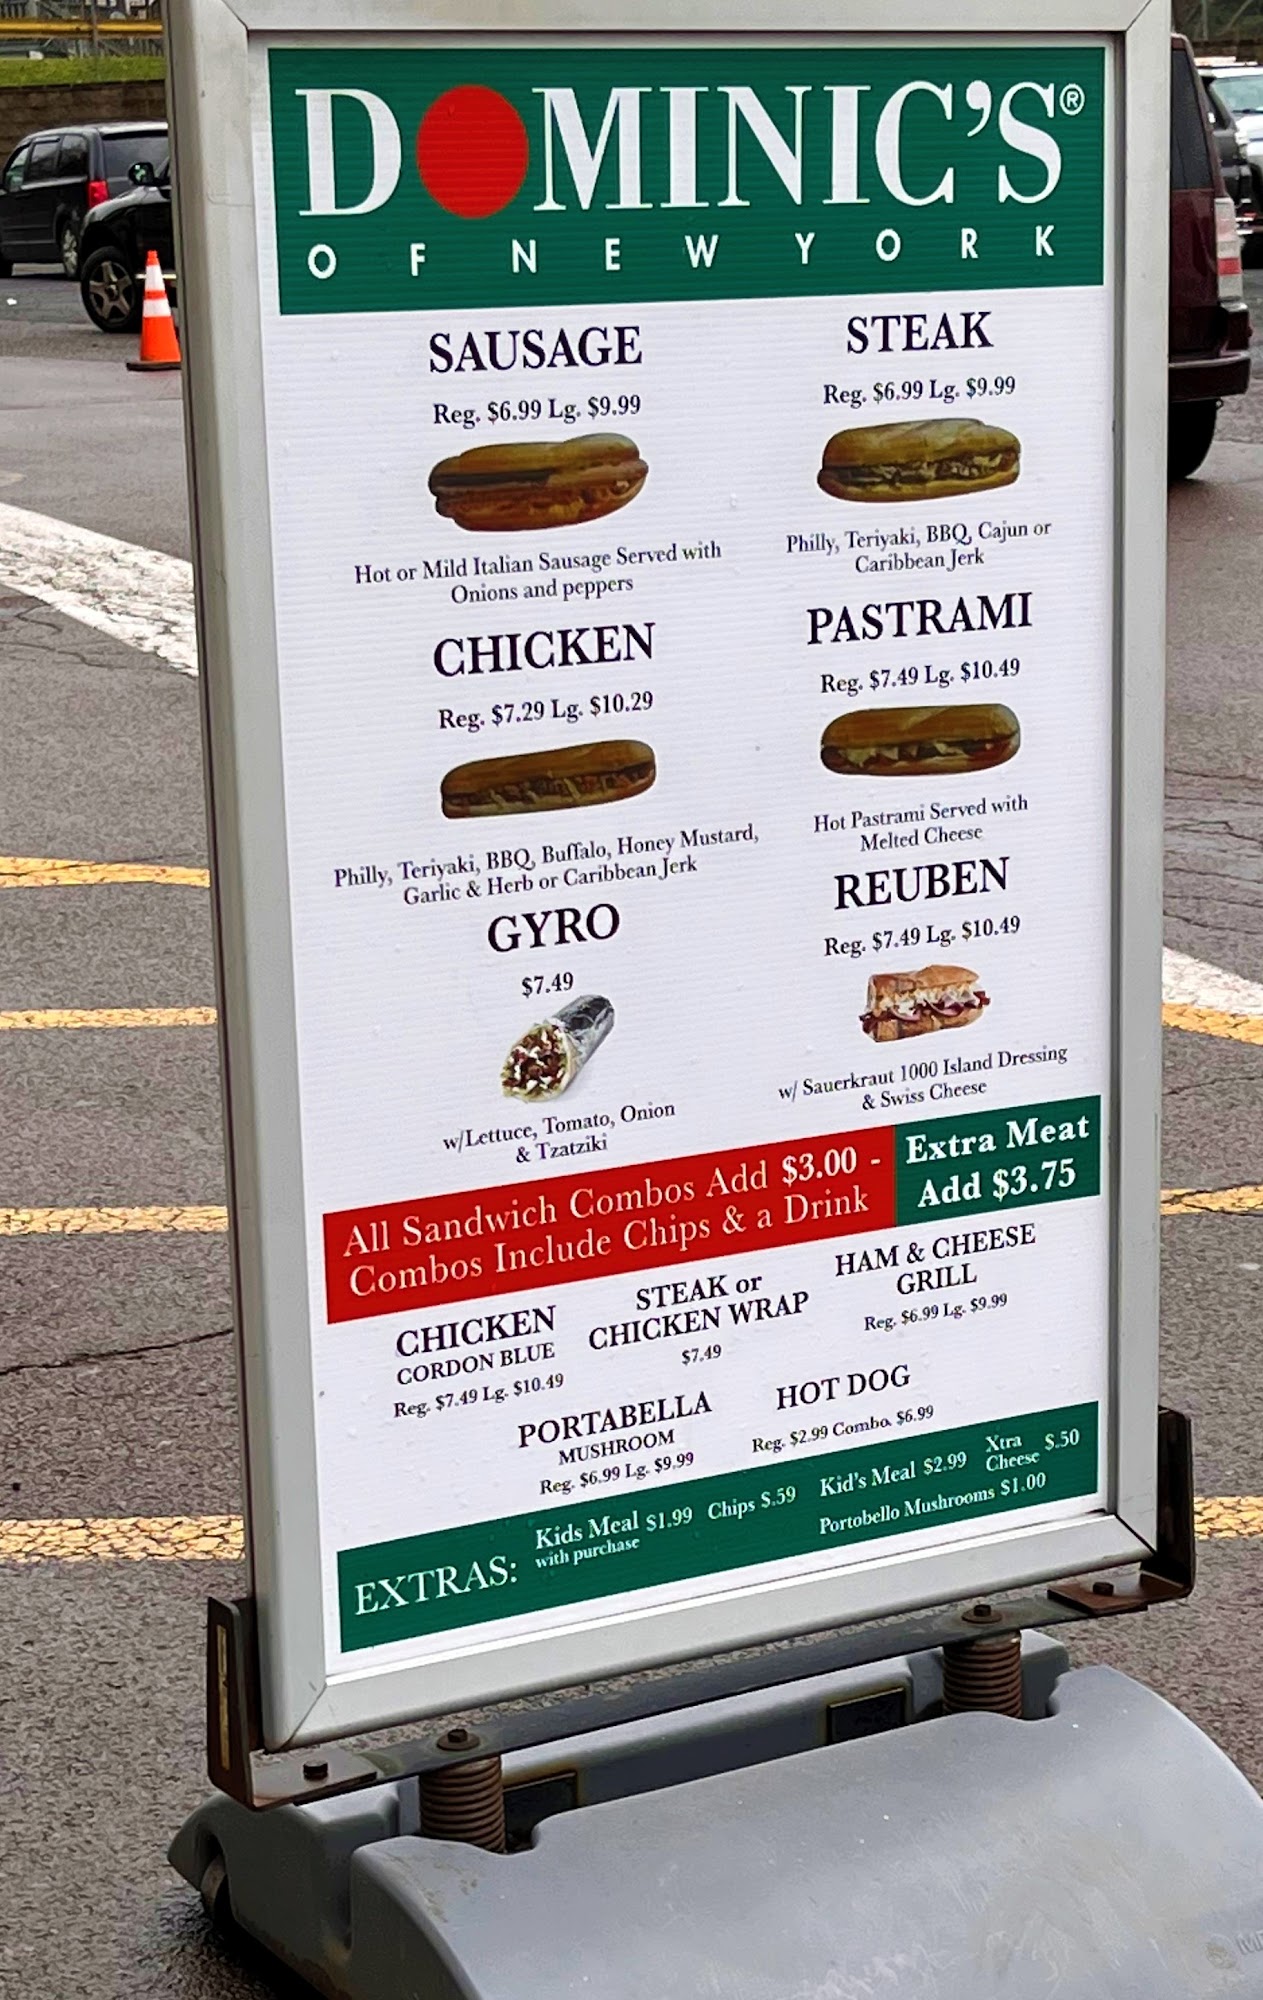 DOMINIC'S®
OF NEW YORK
SAUSAGE
Reg. $6.99 Lg. $9.99
Hot or Mild Italian Sausage Served with
Onions and peppers
STEAK
Reg. $6.99 Lg. $9.99
Philly, Teriyaki, BBQ, Cajun or
Caribbean Jerk
CHICKEN
Reg. $7.29 Lg. $10.29
Philly, Teriyaki, BBQ, Buffalo, Honey Mustard,
Garlic & Herb or Caribbean Jerk
PASTRAMI
Reg. $7.49 Lg. $10.49
Hot Pastrami Served with
Melted Cheese
GYRO
$7.49
w/Lettuce, Tomato, Onion
& Tzatziki
REUBEN
Reg. $7.49 Lg. $10.49
w/ Sauerkraut 1000 Island Dressing
& Swiss Cheese
All Sandwich Combos Add $3.00 -
Combos Include Chips & a Drink
Extra Meat
Add $3.75
CHICKEN
CORDON BLUE
Reg. $7.49 Lg. $10.49
STEAK or
CHICKEN WRAP
$7.49
HAM & CHEESE
GRILL
Reg. $6.99 Lg. $9.99
PORTABELLA
MUSHROOM
Reg. $6.99 Lg. $9.99
HOT DOG
Reg. $2.99 Combo. $6.99
EXTRAS:
Kids Meal $1.99
with purchase
Chips $.59
Kid's Meal $2.99
Xtra
Cheese
$.50
Portobello Mushrooms $1.00